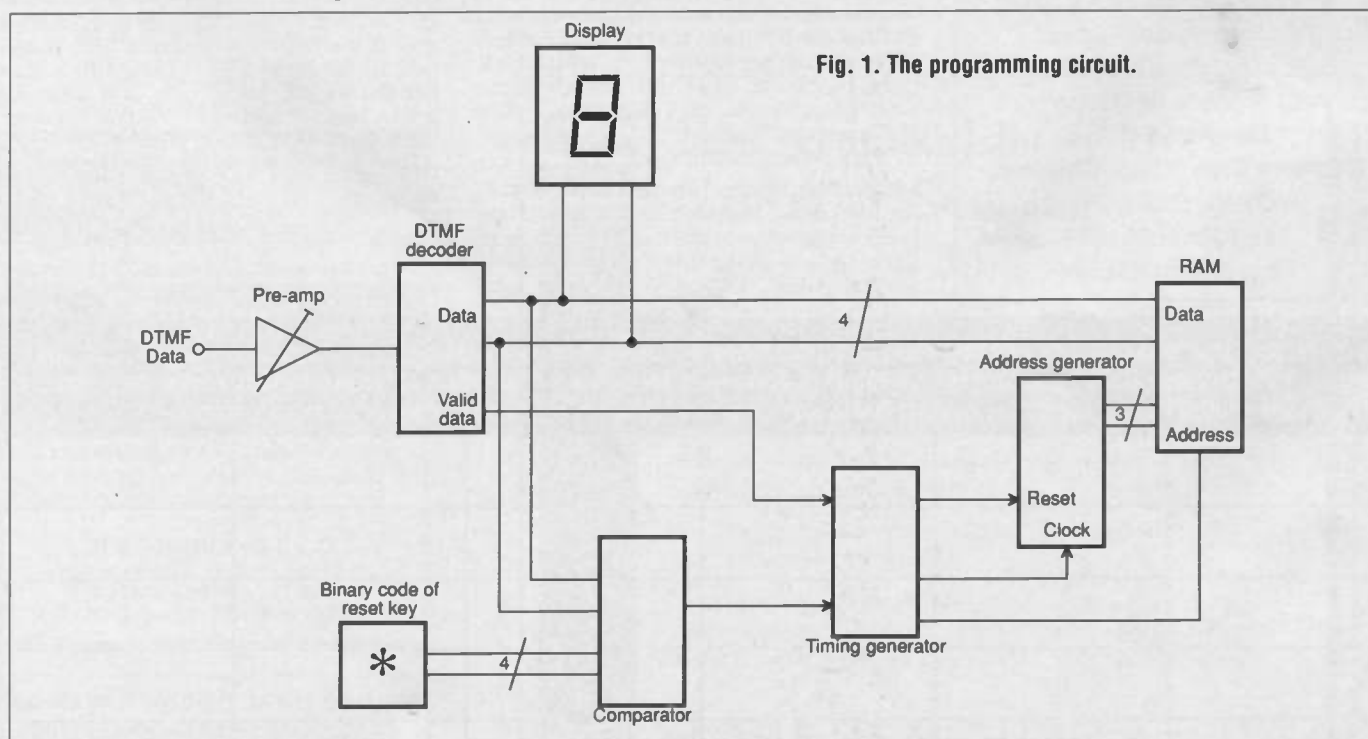 Display
Fig. 1. The programming circuit.
DTMF
decoder
RAM
Pre-amp
Data
4
Data
DTMF
Data
Address generator
Valid
data
3
Address
Reset
Clock
Binary code of
reset key
*
4
Timing generator
Comparator